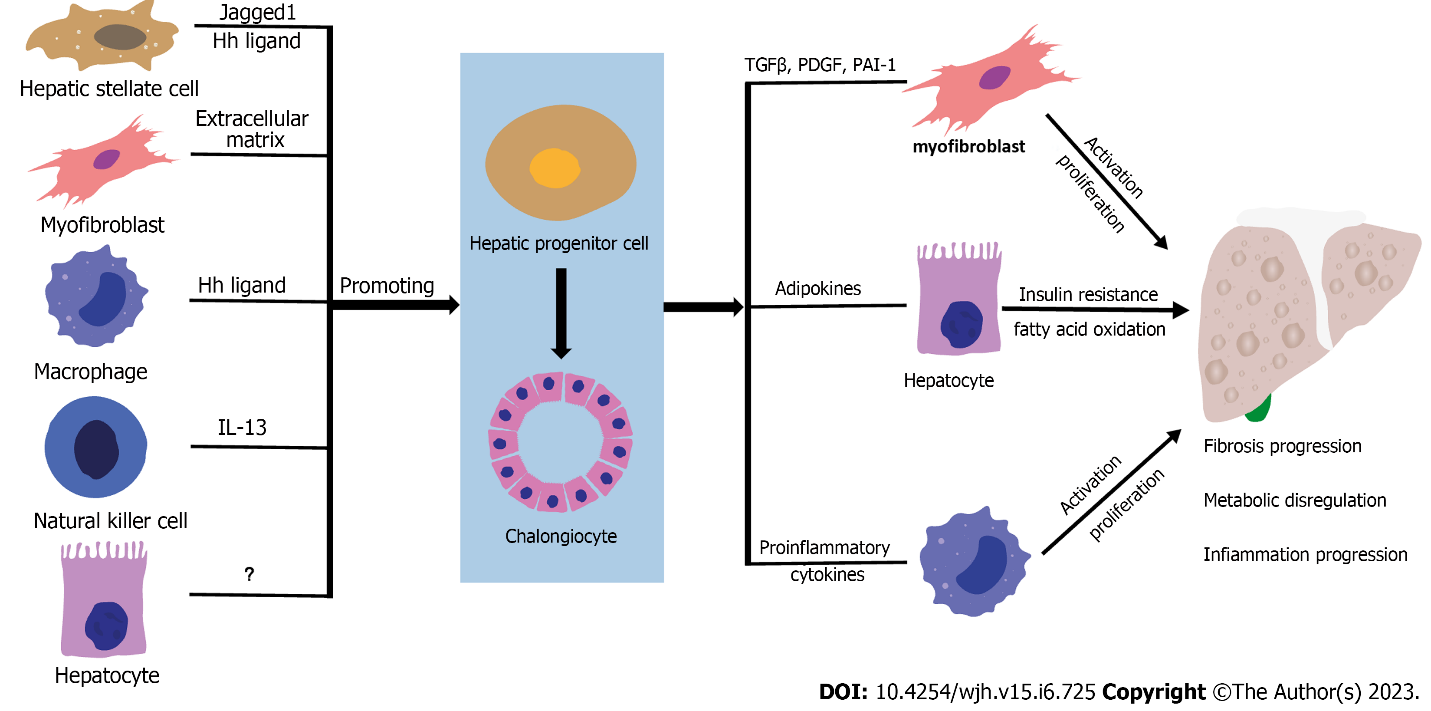 Jagged1
Hh ligand
Hepatic stellate cell
Extracellular
matrix
Myofibroblast
Hh ligand
Macrophage
IL-13
Natural killer cell
?
Hepatocyte
Promoting
Hepatic progenitor cell
Chalongiocyte
TGFβ, PDGF, PAI-1
myofibroblast
Activation
proliferation
Adipokines
Hepatocyte
Insulin resistance
fatty acid oxidation
Proinflammatory
cytokines
Activation
proliferation
Fibrosis progression
Metabolic disregulation
Infiammation progression
DOI: 10.4254/wjh.v15.i6.725 Copyright ©The Author(s) 2023.